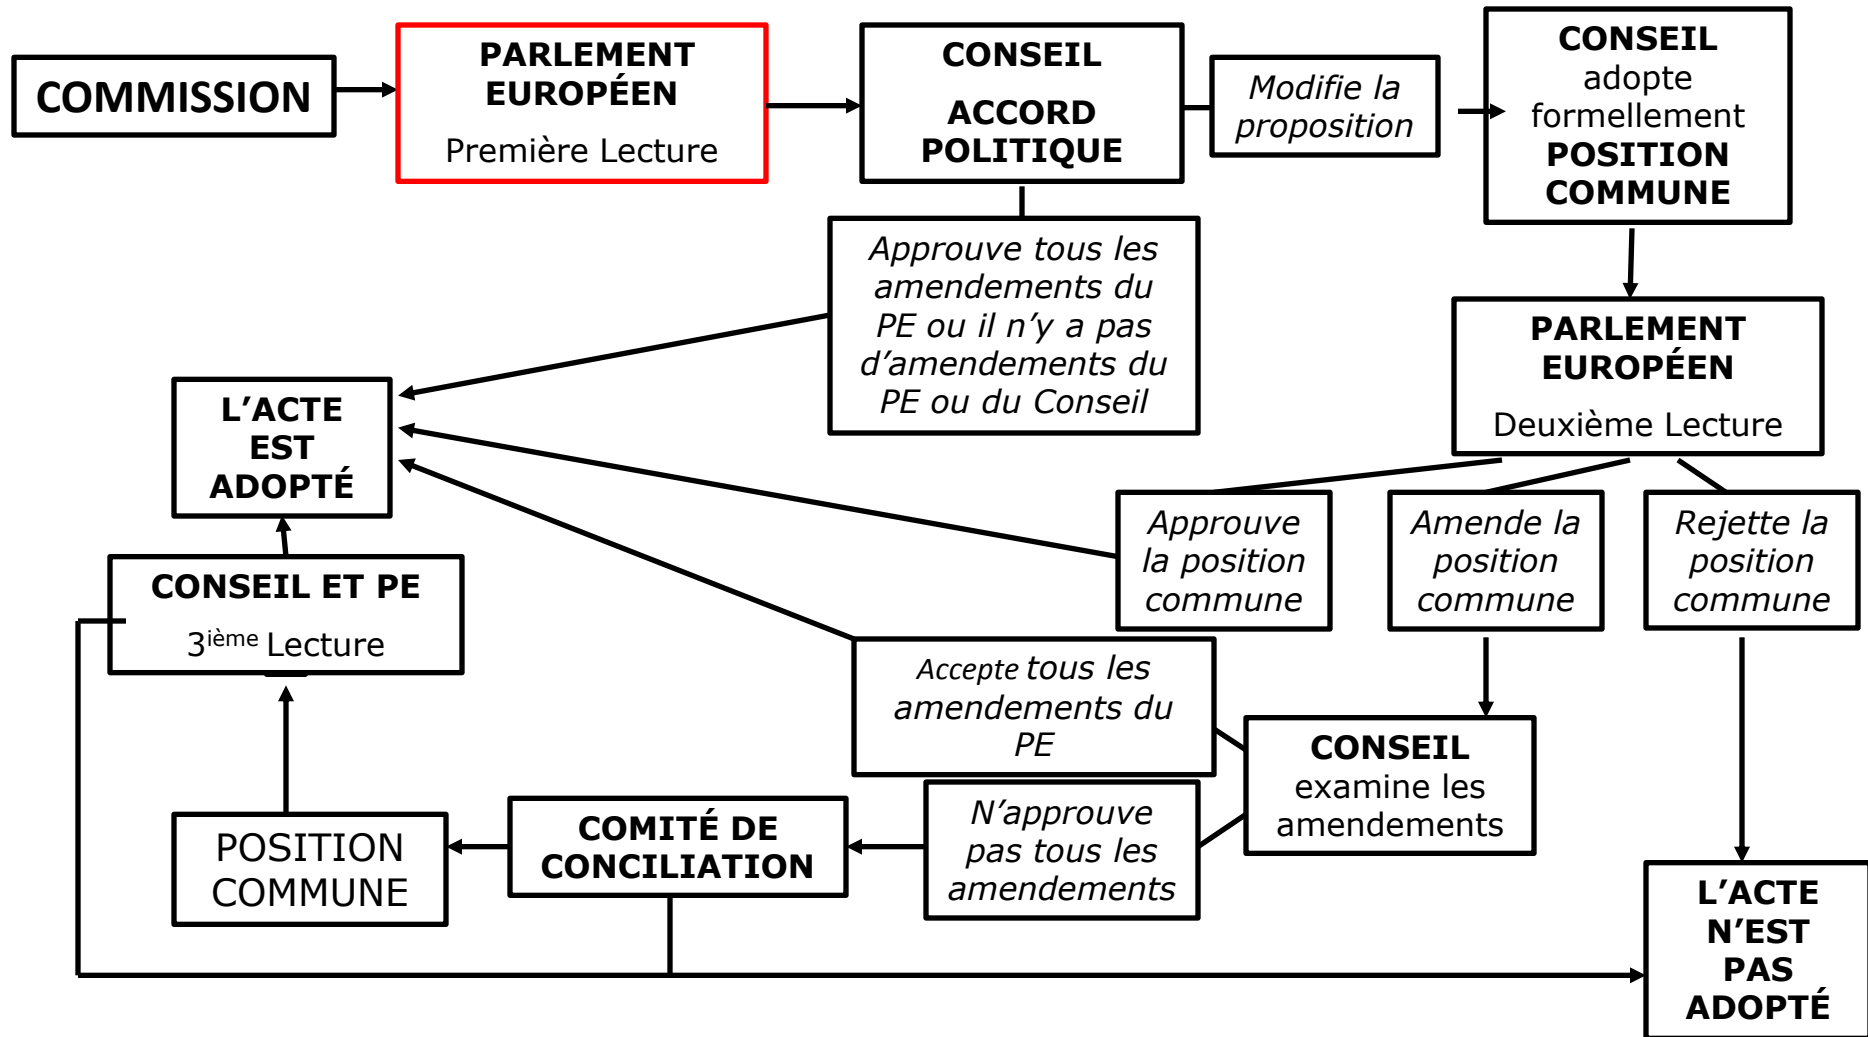 COMMISSION
PARLEMENT
EUROPÉEN
Première Lecture
CONSEIL
ACCORD
POLITIQUE
Modifie la
proposition
CONSEIL
adopte
formellement
POSITION
COMMUNE
Approuve tous les
amendements du
PE ou il n’y a pas
d’amendements du
PE ou du Conseil
PARLEMENT
EUROPÉEN
Deuxième Lecture
L’ACTE
EST
ADOPTÉ
Approuve
la position
commune
Amende la
position
commune
Rejette la
position
commune
CONSEIL ET PE
3ième Lecture
Accepte tous les
amendements du
PE
CONSEIL
examine les
amendements
N’approuve
pas tous les
amendements
COMITÉ DE
CONCILIATION
POSITION
COMMUNE
L’ACTE
N’EST
PAS
ADOPTÉ